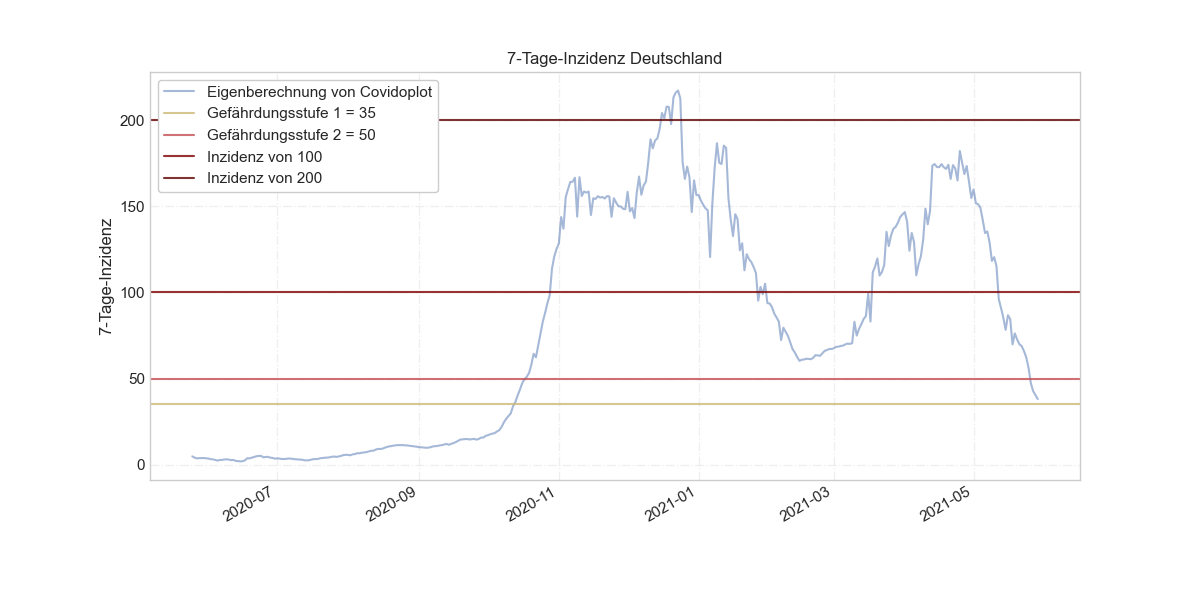 7-Tage-Inzidenz Deutschland
Eigenberechnung von Covidoplot
Gefährdungsstufe 1 = 35
Gefährdungsstufe 2 = 50
Inzidenz von 100
Inzidenz von 200
7-Tage-Inzidenz
200
150
100
50
0
2020-07
2020-09
2020-11
2021-01
2021-03
2021-05